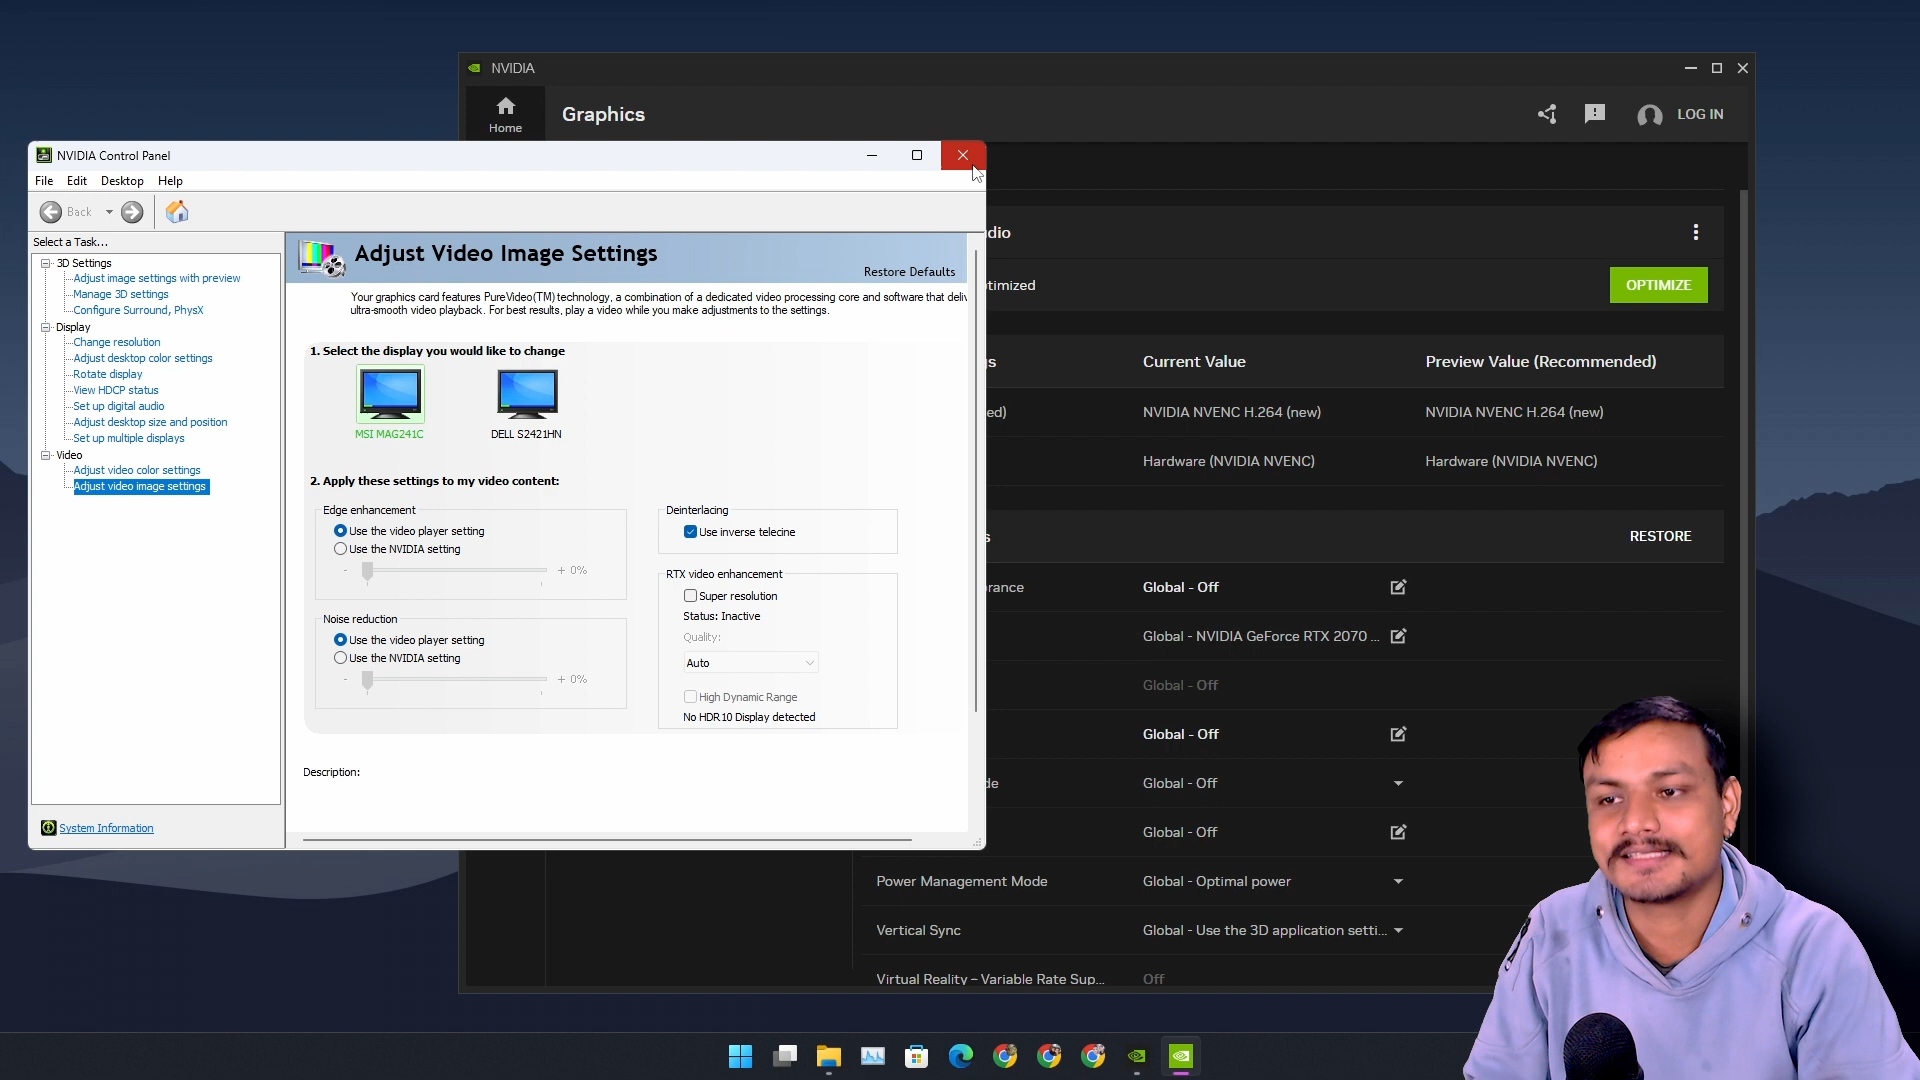 NVIDIA
Home
Graphics
LOG IN
NVIDIA Control Panel
File Edit Desktop Help
Back
Select a Task...
3D Settings
Adjust image settings with preview
Manage 3D settings
Configure Surround, PhysX
Display
Change resolution
Adjust desktop color settings
Rotate display
View HDCP status
Set up digital audio
Adjust desktop size and position
Set up multiple displays
Video
Adjust video color settings
Adjust video image settings
System Information
Adjust Video Image Settings
Restore Defaults
Your graphics card features PureVideo(TM) technology, a combination of a dedicated video processing core and software that deliv
ultra-smooth video playback. For best results, play a video while you make adjustments to the settings.
1. Select the display you would like to change
MSI MAG241C
DELL S2421HN
2. Apply these settings to my video content:
Edge enhancement
Use the video player setting
Use the NVIDIA setting
- + 0%
Noise reduction
Use the video player setting
Use the NVIDIA setting
- + 0%
Deinterlacing
Use inverse telecine
RTX video enhancement
Super resolution
Status: Inactive
Quality:
Auto
High Dynamic Range
No HDR10 Display detected
Description:
dio
timized
OPTIMIZE
gs Current Value Preview Value (Recommended)
ed) NVIDIA NVENC H.264 (new) NVIDIA NVENC H.264 (new)
Hardware (NVIDIA NVENC) Hardware (NVIDIA NVENC)
s RESTORE
rance Global - Off
Global - NVIDIA GeForce RTX 2070 ...
Global - Off
Global - Off
de Global - Off
Global - Off
Power Management Mode Global - Optimal power
Vertical Sync Global - Use the 3D application setti...
Virtual Reality – Variable Rate Sup... Off